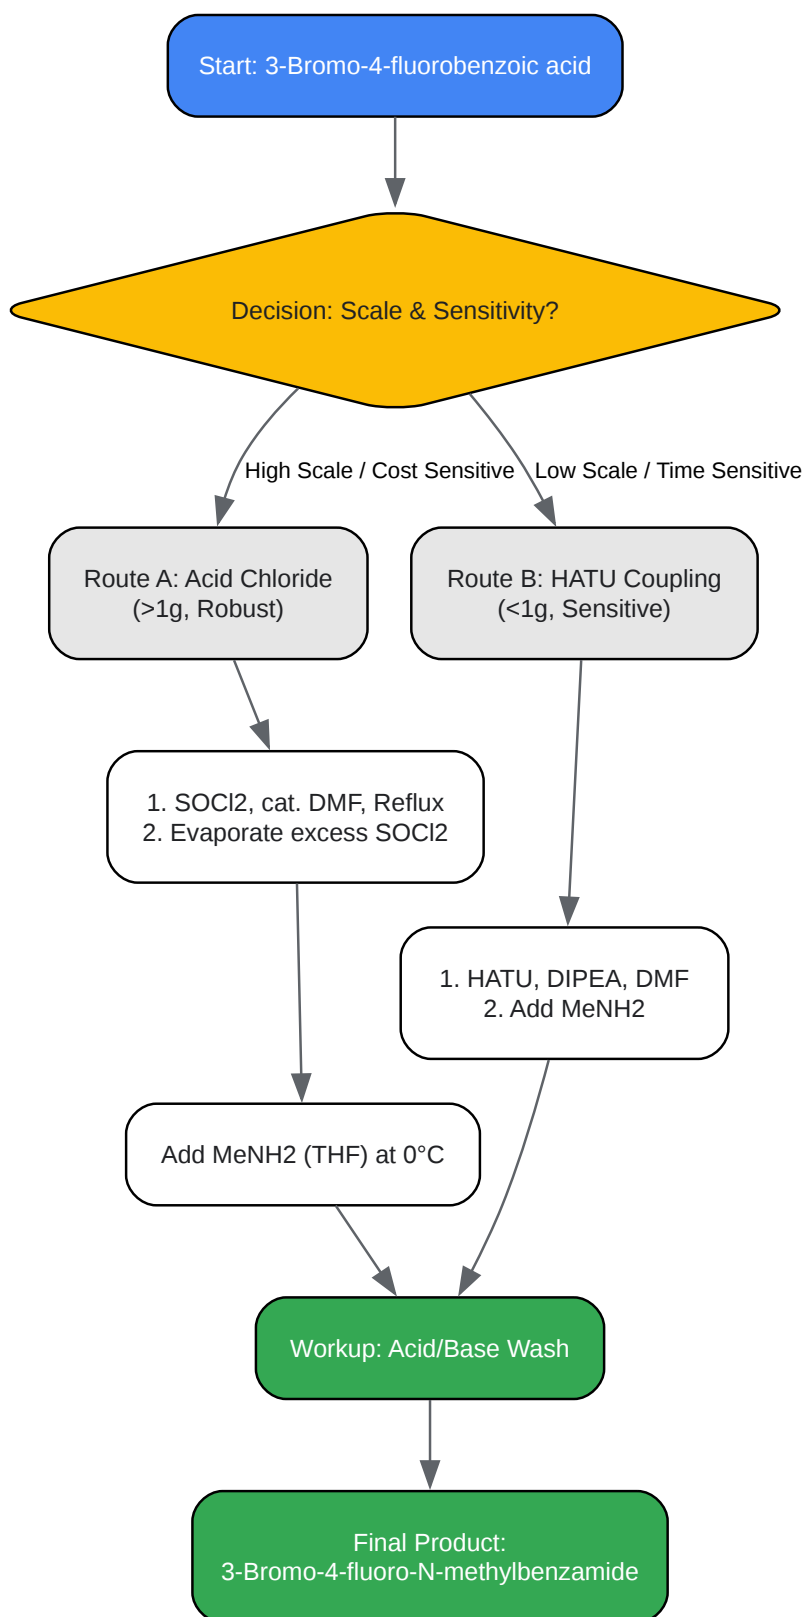 Start: 3-Bromo-4-fluorobenzoic acid
Decision: Scale & Sensitivity?
High Scale / Cost Sensitive
Low Scale / Time Sensitive
Route A: Acid Chloride
(>1g, Robust)
Route B: HATU Coupling
(<1g, Sensitive)
1. SOCl2, cat. DMF, Reflux
2. Evaporate excess SOCl2
1. HATU, DIPEA, DMF
2. Add MeNH2
Add MeNH2 (THF) at 0°C
Workup: Acid/Base Wash
Final Product:
3-Bromo-4-fluoro-N-methylbenzamide